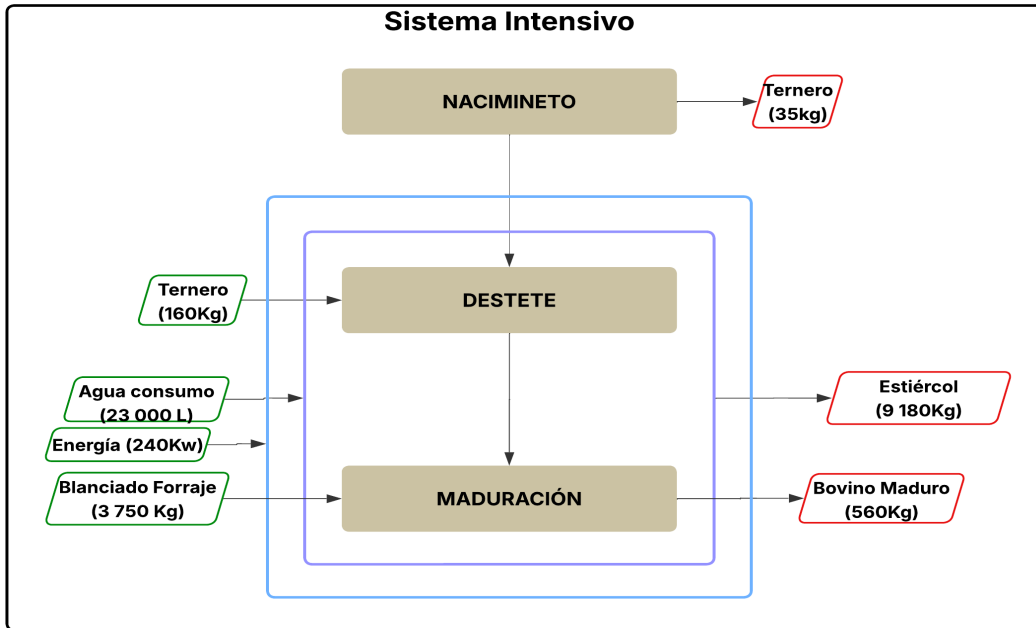 Sistema Intensivo
NACIMINETO
Ternero
(35kg)
DESTETE
Ternero
(160Kg)
Agua consumo
(23 000 L)
Energía (240Kw)
Estiércol
(9 180Kg)
Blanciado Forraje
(3 750 Kg)
MADURACIÓN
Bovino Maduro
(560Kg)